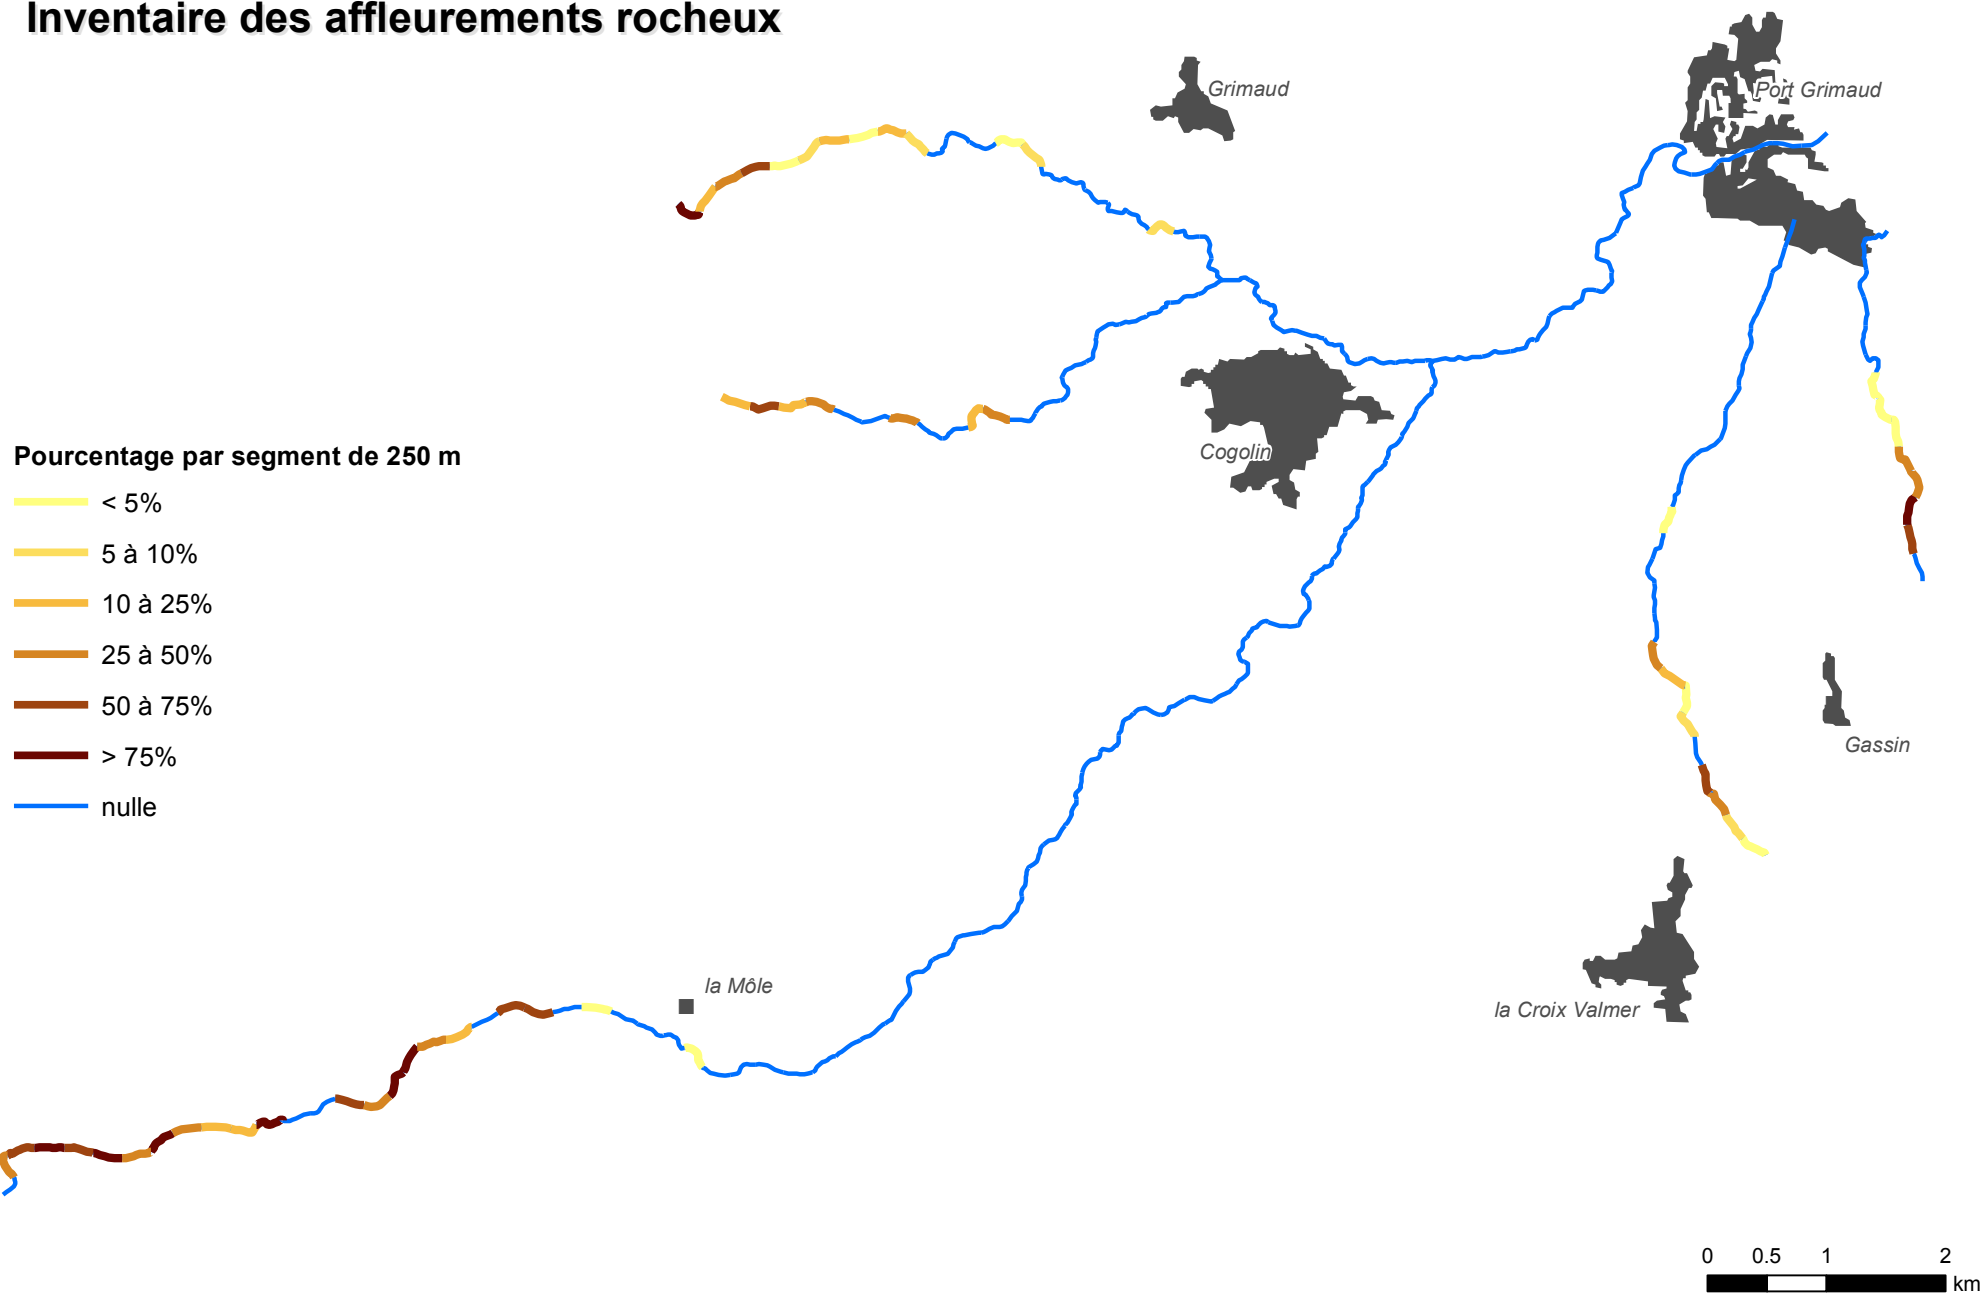 Inventaire des affleurements rocheux
Grimaud
Port Grimaud
Cogolin
Pourcentage par segment de 250 m
< 5%
5 à 10%
10 à 25%
25 à 50%
50 à 75%
> 75%
nulle
Gassin
la Môle
la Croix Valmer
0 0.5 1 2
km